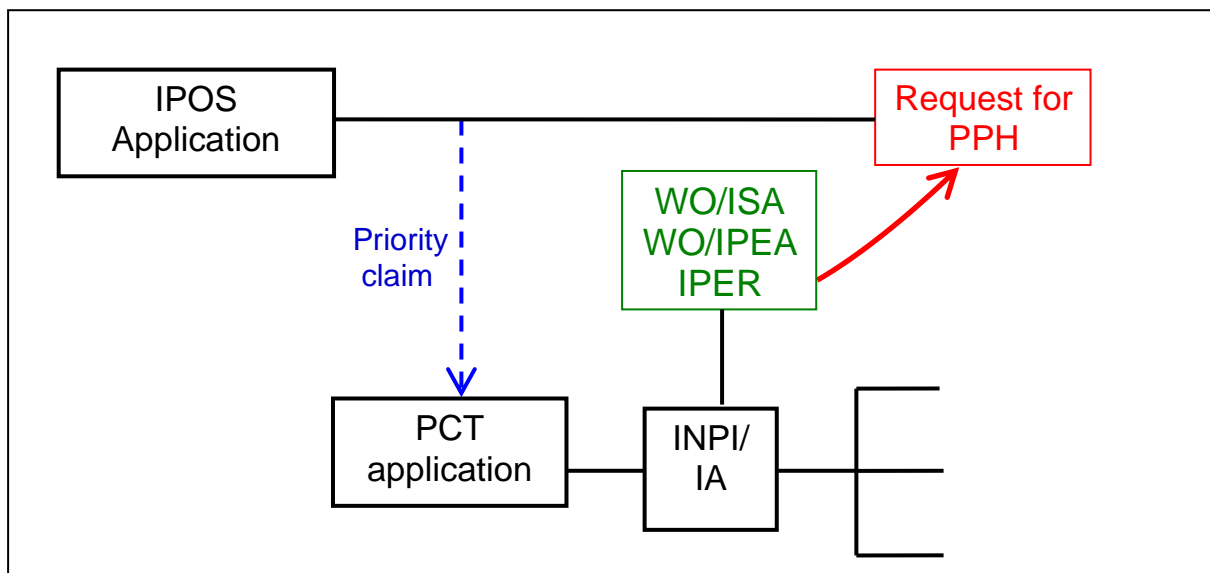 IPOS
Application
Request for
PPH
WO/ISA
WO/IPEA
IPER
Priority
claim
PCT
application
INPI/
IA